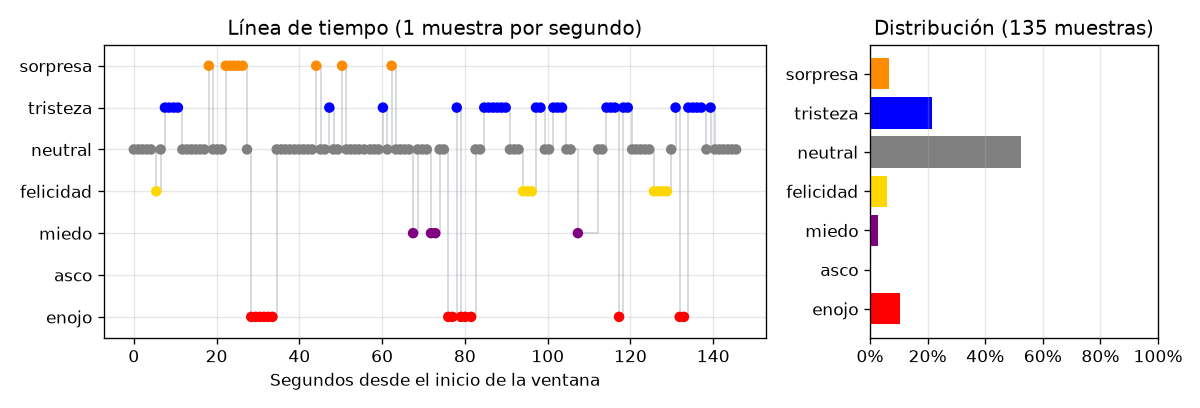 Línea de tiempo (1 muestra por segundo)
sorpresa
tristeza
neutral
felicidad
miedo
asco
enojo
0 20 40 60 80 100 120 140
Segundos desde el inicio de la ventana
Distribución (135 muestras)
sorpresa
tristeza
neutral
felicidad
miedo
asco
enojo
0% 20% 40% 60% 80% 100%